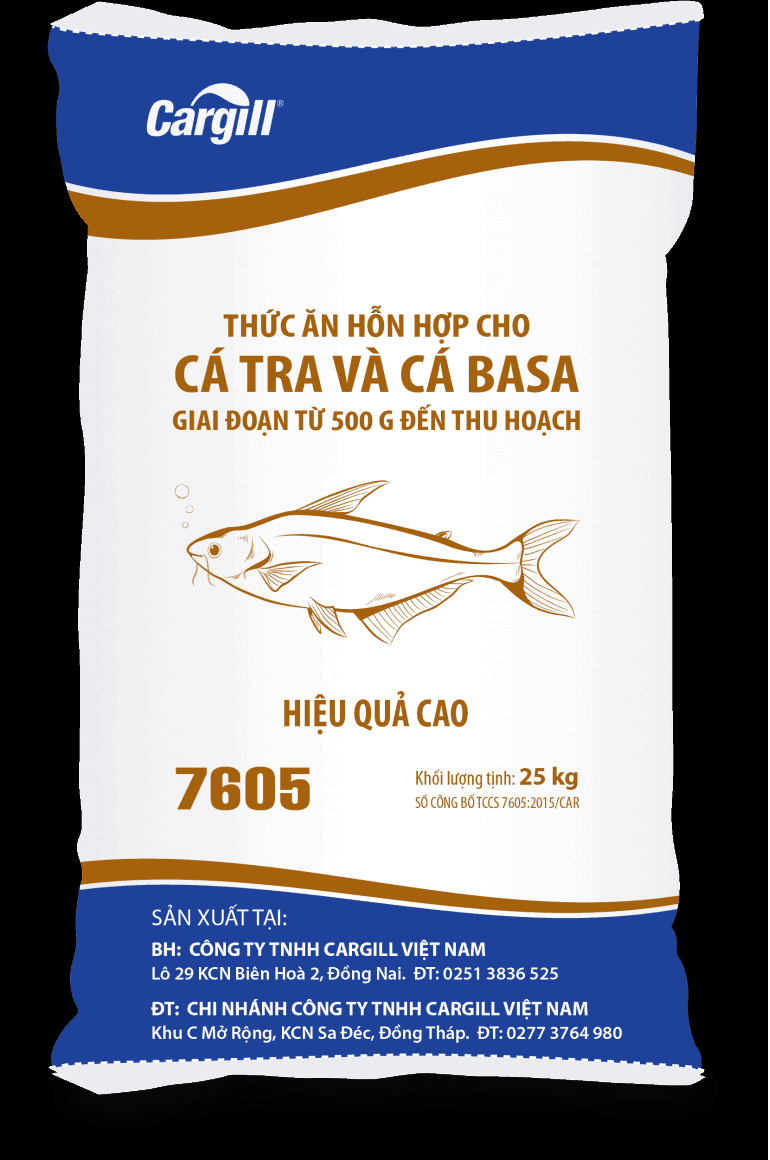 Cargill®
THỨC ĂN HỖN HỢP CHO
CÁ TRA VÀ CÁ BASA
GIAI ĐOẠN TỪ 500 G ĐẾN THU HOẠCH
HIỆU QUẢ CAO
7605
Khối lượng tịnh: 25 kg
SỐ CÔNG BỐ TCCS 7605:2015/CAR
SẢN XUẤT TẠI:
BH: CÔNG TY TNHH CARGILL VIỆT NAM
Lô 29 KCN Biên Hoà 2, Đồng Nai. ĐT: 0251 3836 525
ĐT: CHI NHÁNH CÔNG TY TNHH CARGILL VIỆT NAM
Khu C Mở Rộng, KCN Sa Đéc, Đồng Tháp. ĐT: 0277 3764 980